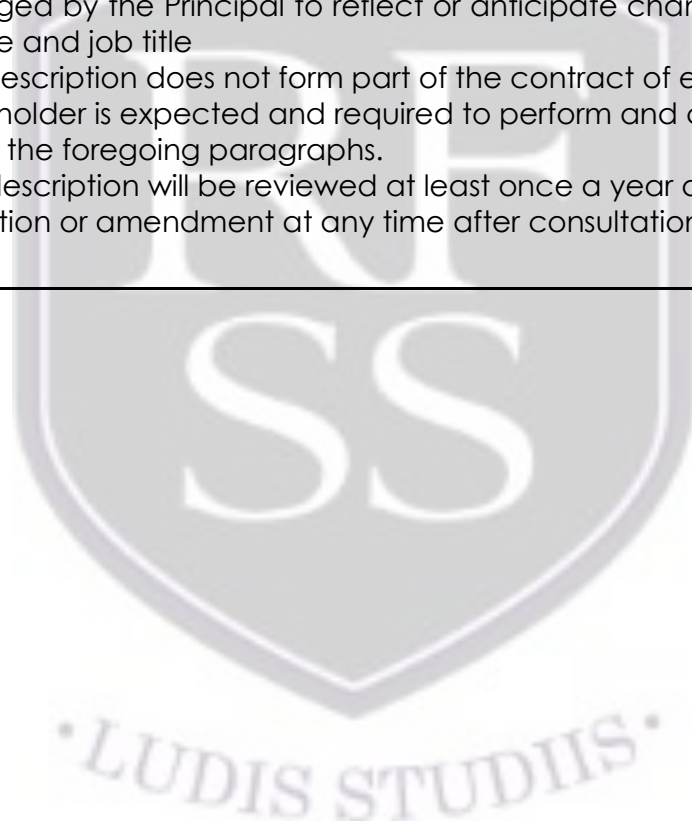 ged by the Principal to reflect or anticipate chan
e and job title
escription does not form part of the contract of e
holder is expected and required to perform and
the foregoing paragraphs.
description will be reviewed at least once a year
tion or amendment at any time after consultation
RF
SS
• LUDIS STUDIIS •